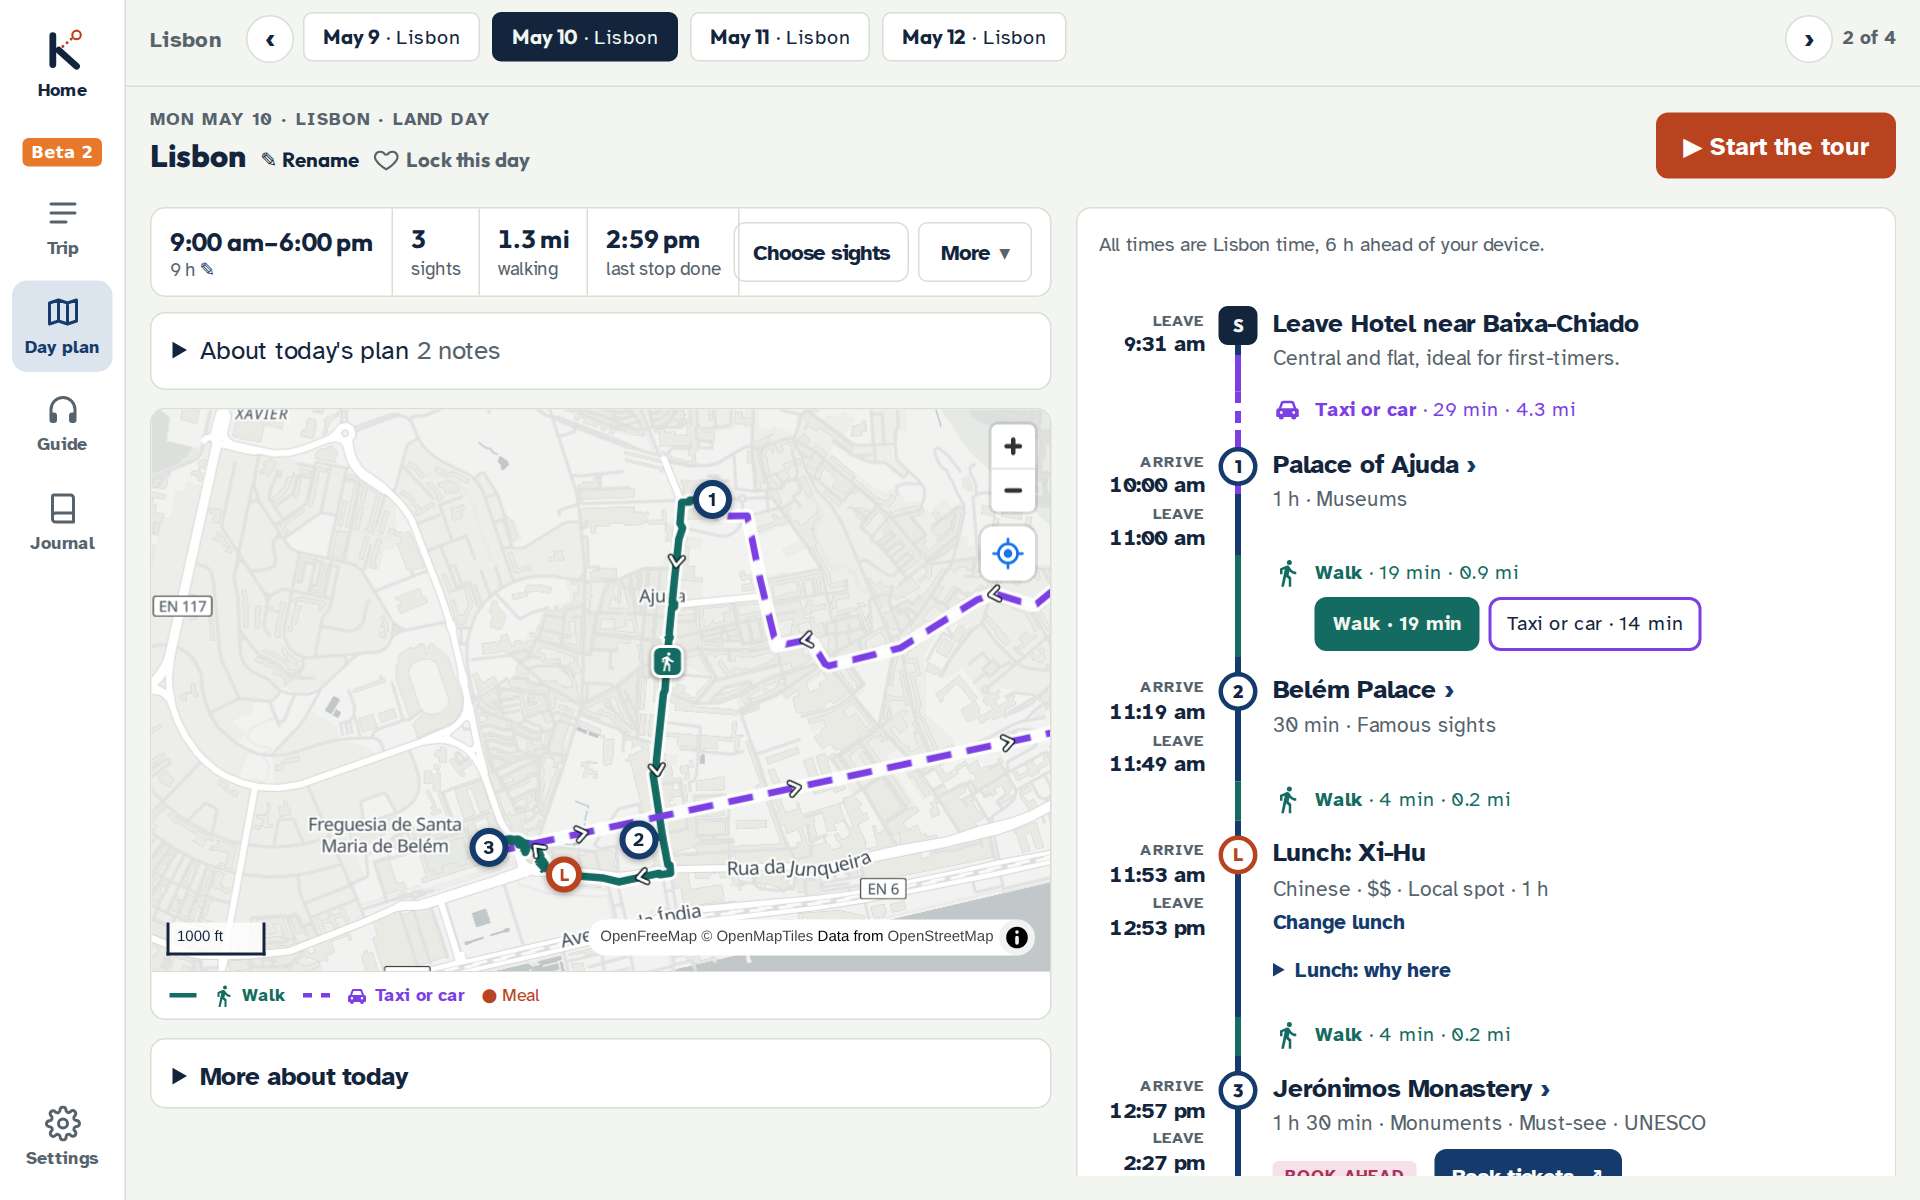 Home
Beta 2
Trip
Day plan
Guide
Journal
Settings
Lisbon
‹
May 9 · Lisbon
May 10 · Lisbon
May 11 · Lisbon
May 12 · Lisbon
›
2 of 4
MON MAY 10 · LISBON · LAND DAY
Lisbon ✎ Rename Lock this day
▶ Start the tour
9:00 am–6:00 pm
9 h ✎
3
sights
1.3 mi
walking
2:59 pm
last stop done
Choose sights
More ▾
▶ About today's plan 2 notes
XAVIER
EN 117
1
2
3
L
Freguesia de Santa
Maria de Belém
Rua da Junqueira
EN 6
Índia
Ave
1000 ft
OpenFreeMap © OpenMapTiles Data from OpenStreetMap
Walk
Taxi or car
Meal
▶ More about today
All times are Lisbon time, 6 h ahead of your device.
LEAVE
9:31 am
S
Leave Hotel near Baixa-Chiado
Central and flat, ideal for first-timers.
Taxi or car · 29 min · 4.3 mi
ARRIVE
10:00 am
LEAVE
11:00 am
1
Palace of Ajuda ›
1 h · Museums
Walk · 19 min · 0.9 mi
Walk · 19 min
Taxi or car · 14 min
ARRIVE
11:19 am
LEAVE
11:49 am
2
Belém Palace ›
30 min · Famous sights
Walk · 4 min · 0.2 mi
ARRIVE
11:53 am
LEAVE
12:53 pm
L
Lunch: Xi-Hu
Chinese · $$ · Local spot · 1 h
Change lunch
▶ Lunch: why here
Walk · 4 min · 0.2 mi
ARRIVE
12:57 pm
LEAVE
2:27 pm
3
Jerónimos Monastery ›
1 h 30 min · Monuments · Must-see · UNESCO
BOOK AHEAD
Book tickets ↗